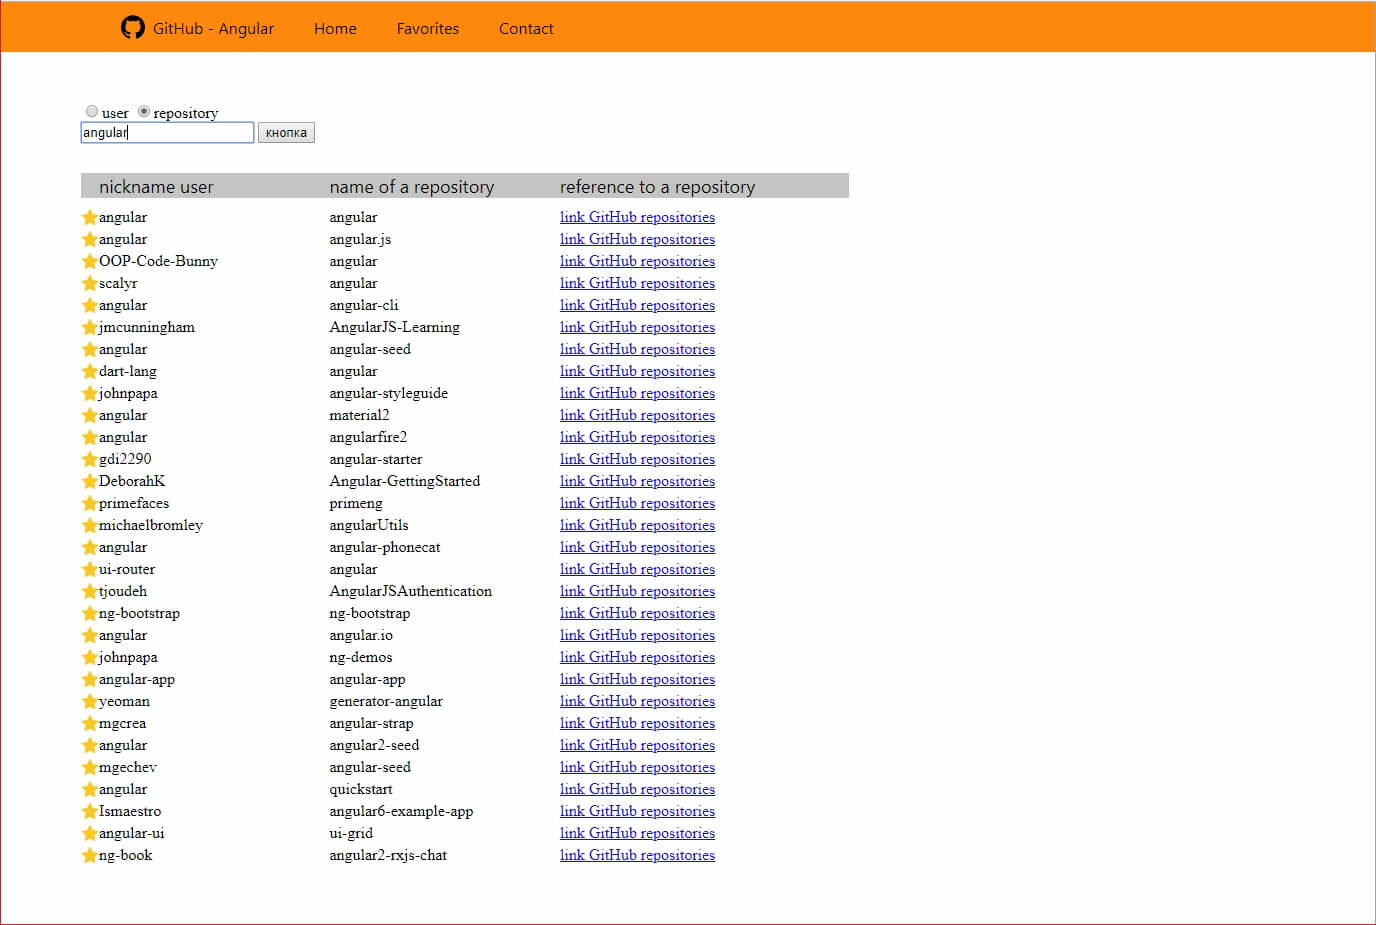 GitHub - Angular Home Favorites Contact
user repository
angular кнопка
nickname user name of a repository reference to a repository
angular angular link GitHub repositories
angular angular.js link GitHub repositories
OOP-Code-Bunny angular link GitHub repositories
scalyr angular link GitHub repositories
angular angular-cli link GitHub repositories
jmcunningham AngularJS-Learning link GitHub repositories
angular angular-seed link GitHub repositories
dart-lang angular link GitHub repositories
johnpapa angular-styleguide link GitHub repositories
angular material2 link GitHub repositories
angular angularfire2 link GitHub repositories
gdi2290 angular-starter link GitHub repositories
DeborahK Angular-GettingStarted link GitHub repositories
primefaces primeng link GitHub repositories
michaelbromley angularUtils link GitHub repositories
angular angular-phonecat link GitHub repositories
ui-router angular link GitHub repositories
tjoudeh AngularJSAuthentication link GitHub repositories
ng-bootstrap ng-bootstrap link GitHub repositories
angular angular.io link GitHub repositories
johnpapa ng-demos link GitHub repositories
angular-app angular-app link GitHub repositories
yeoman generator-angular link GitHub repositories
mgcrea angular-strap link GitHub repositories
angular angular2-seed link GitHub repositories
mgechev angular-seed link GitHub repositories
angular quickstart link GitHub repositories
Ismaestro angular6-example-app link GitHub repositories
angular-ui ui-grid link GitHub repositories
ng-book angular2-rxjs-chat link GitHub repositories